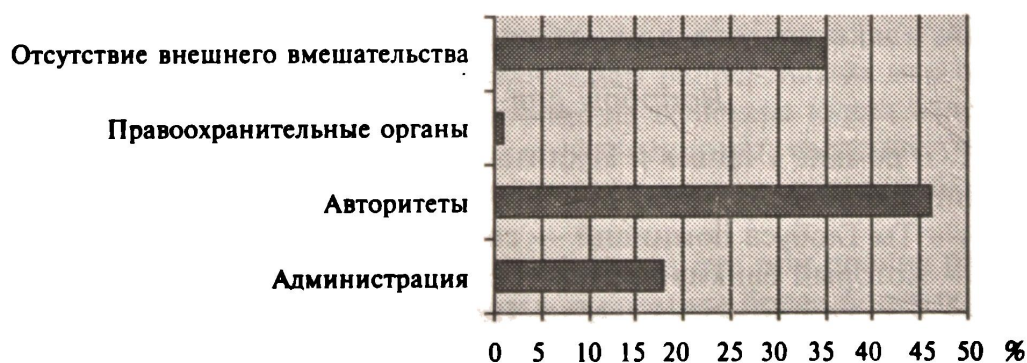 Отсутствие внешнего вмешательства
Правоохранительные органы
Авторитеты
Администрация
0 5 10 15 20 25 30 35 40 45 50 %